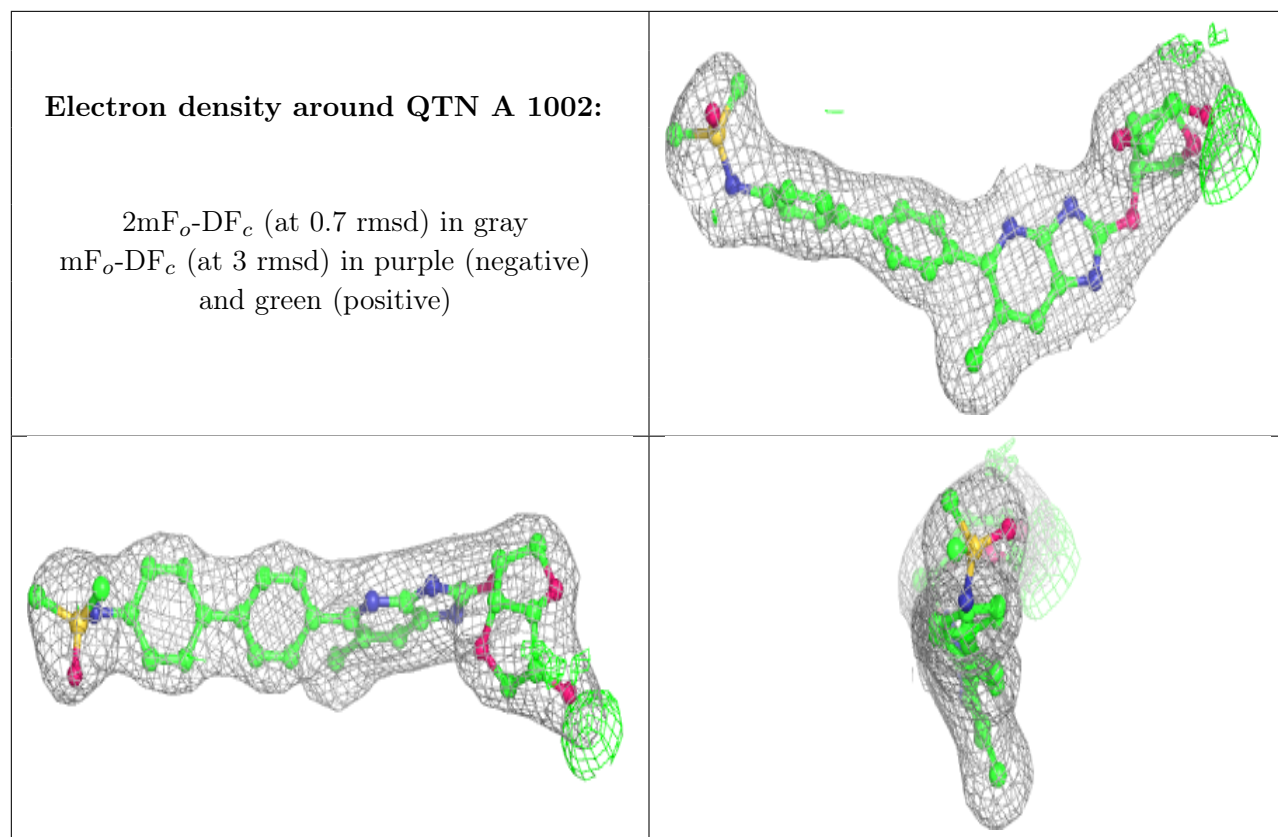 Electron density around QTN A 1002:
2mFₒ-DF𝒸 (at 0.7 rmsd) in gray
mFₒ-DF𝒸 (at 3 rmsd) in purple (negative)
and green (positive)